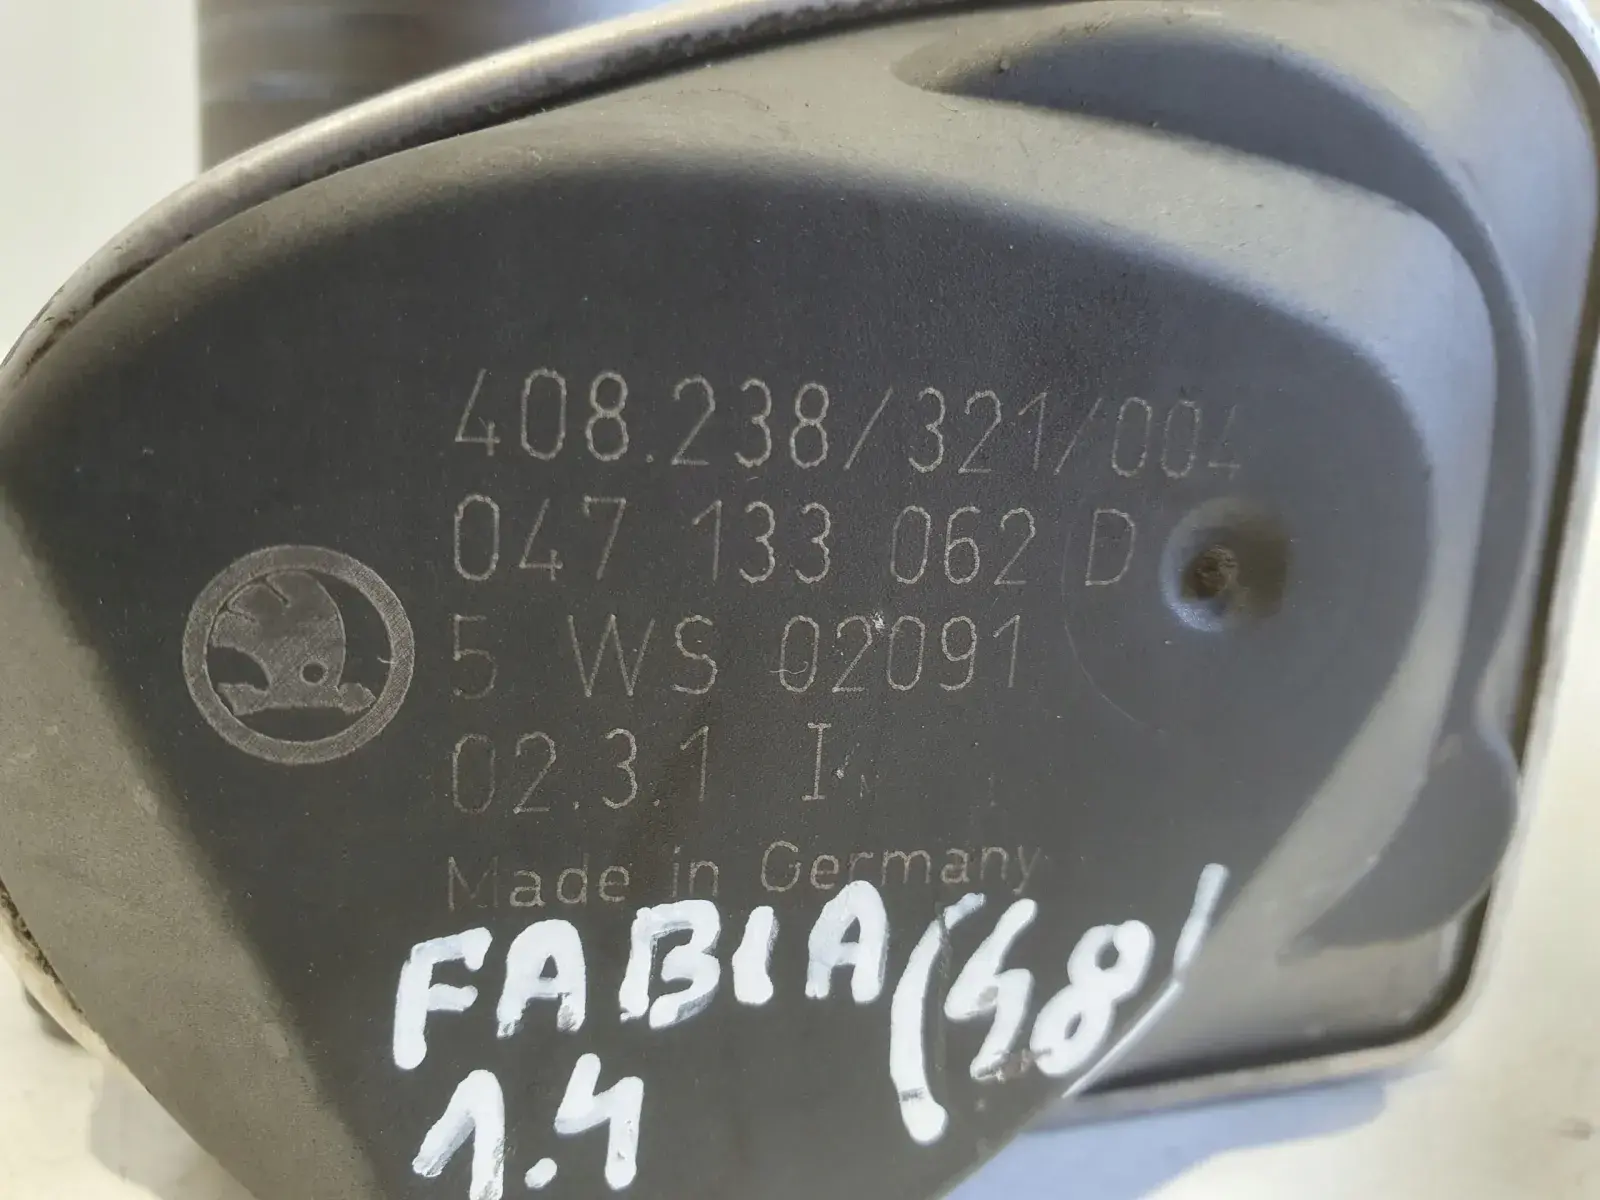 408.238/321/004
047 133 062 D
5 WS 02091
02.3.1 I
Made in Germany
FABIA (48)
1.4